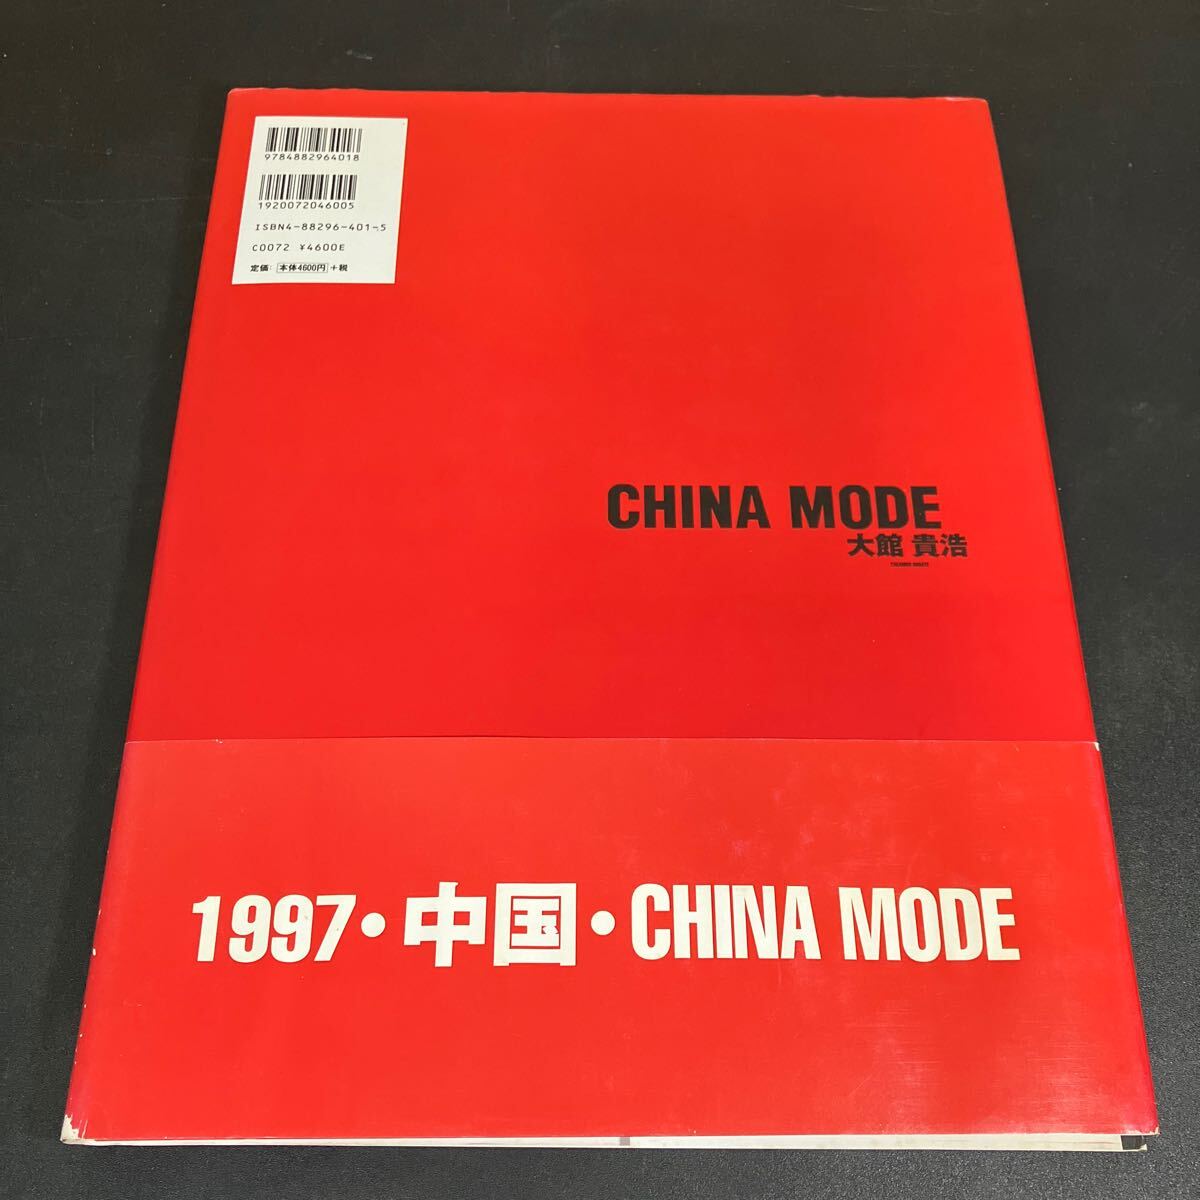 9784882964018
1920072046005
ISBN4-88296-401-5
C0072 ¥4600E
定価: 本体4600円 +税
CHINA MODE
大館 貴浩
1997・中国・CHINA MODE